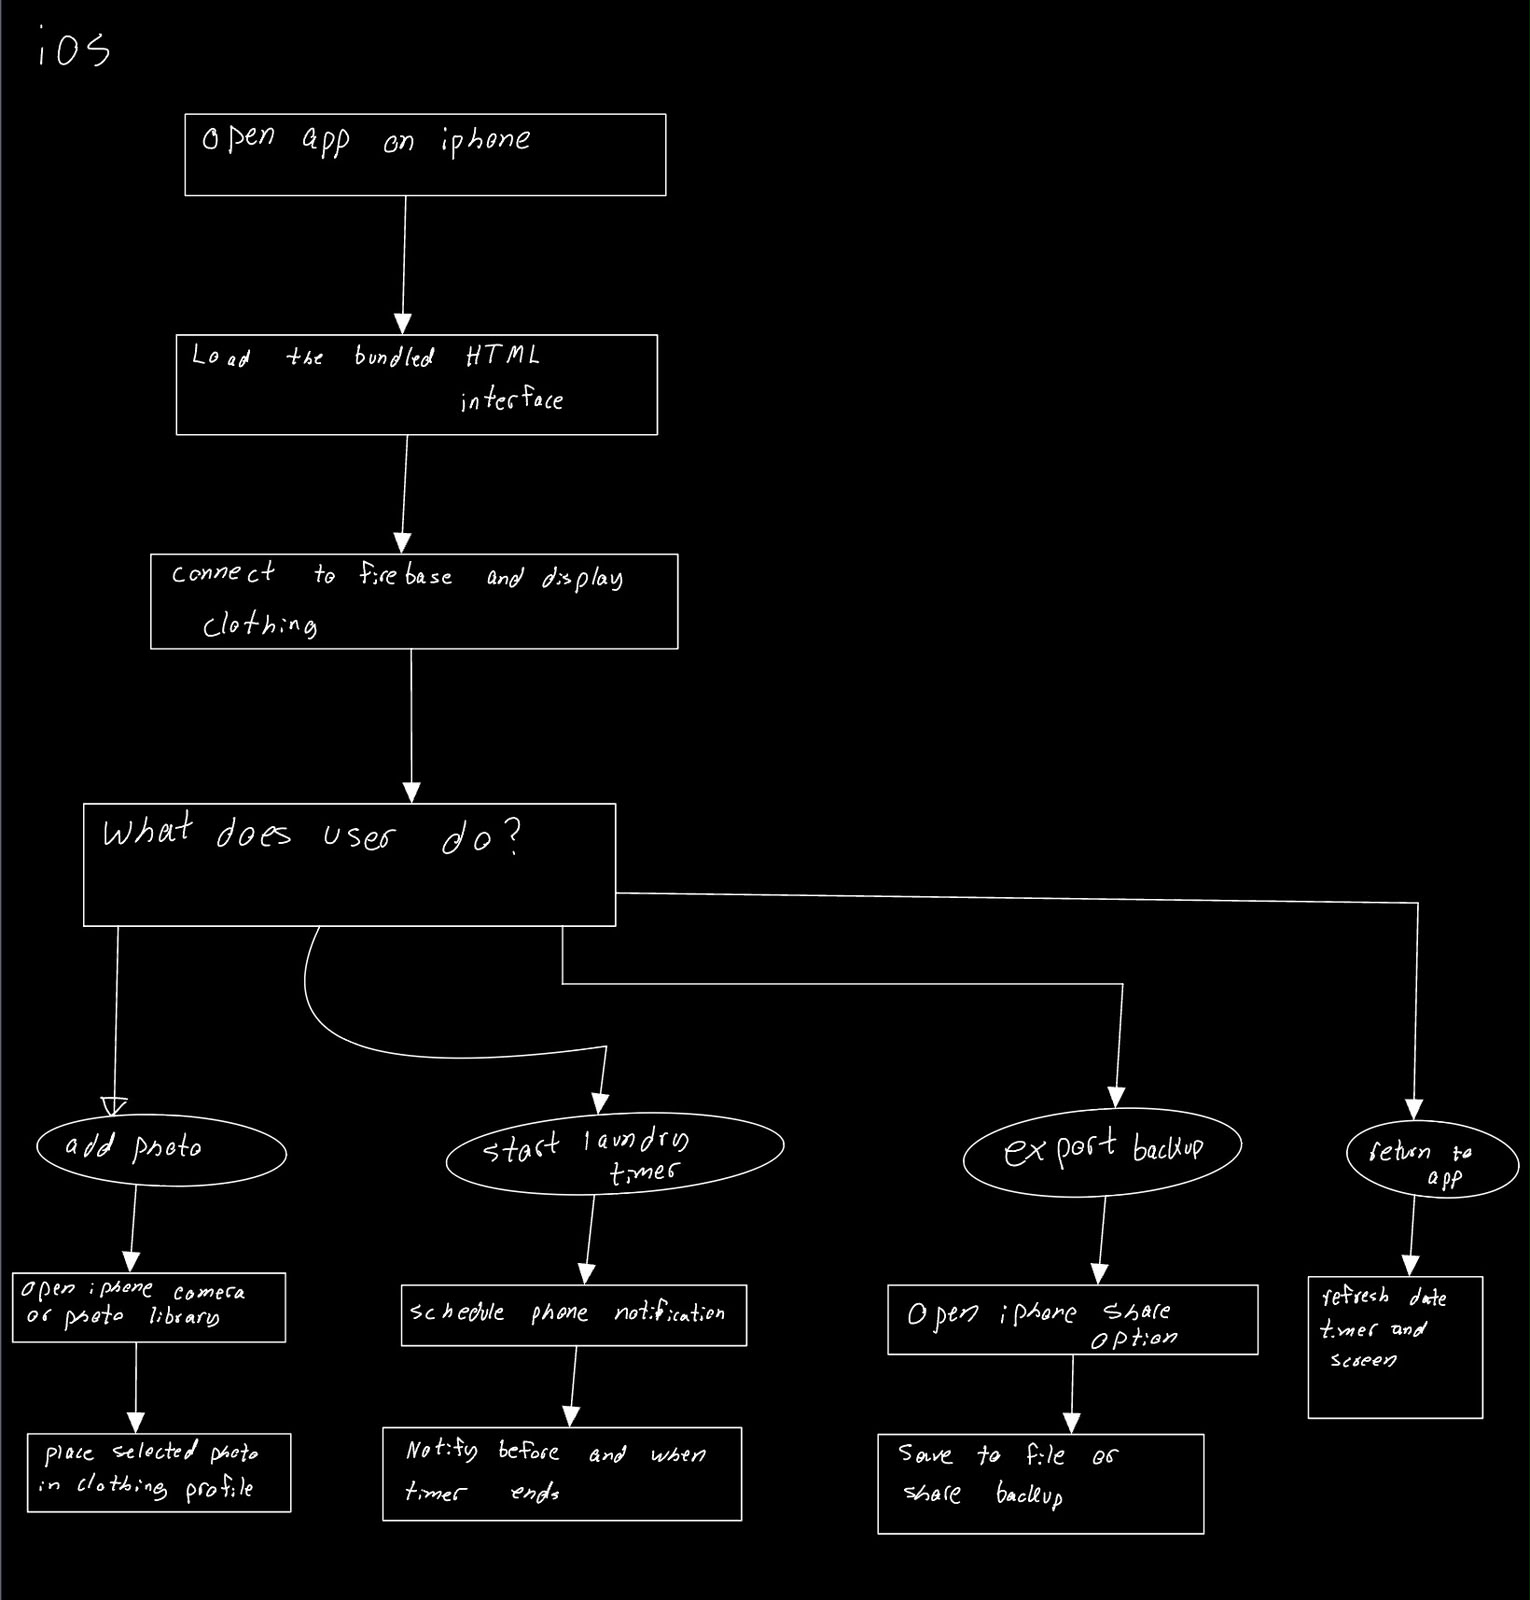 iOS
open app on iphone
Load the bundled HTML
interface
connect to firebase and display
clothing
What does user do?
add photo
start laundry
timer
export backup
return to
app
open iphone camera
or photo library
schedule phone notification
open iphone share
option
refresh date
timer and
screen
place selected photo
in clothing profile
Notify before and when
timer ends
Save to file or
share backup